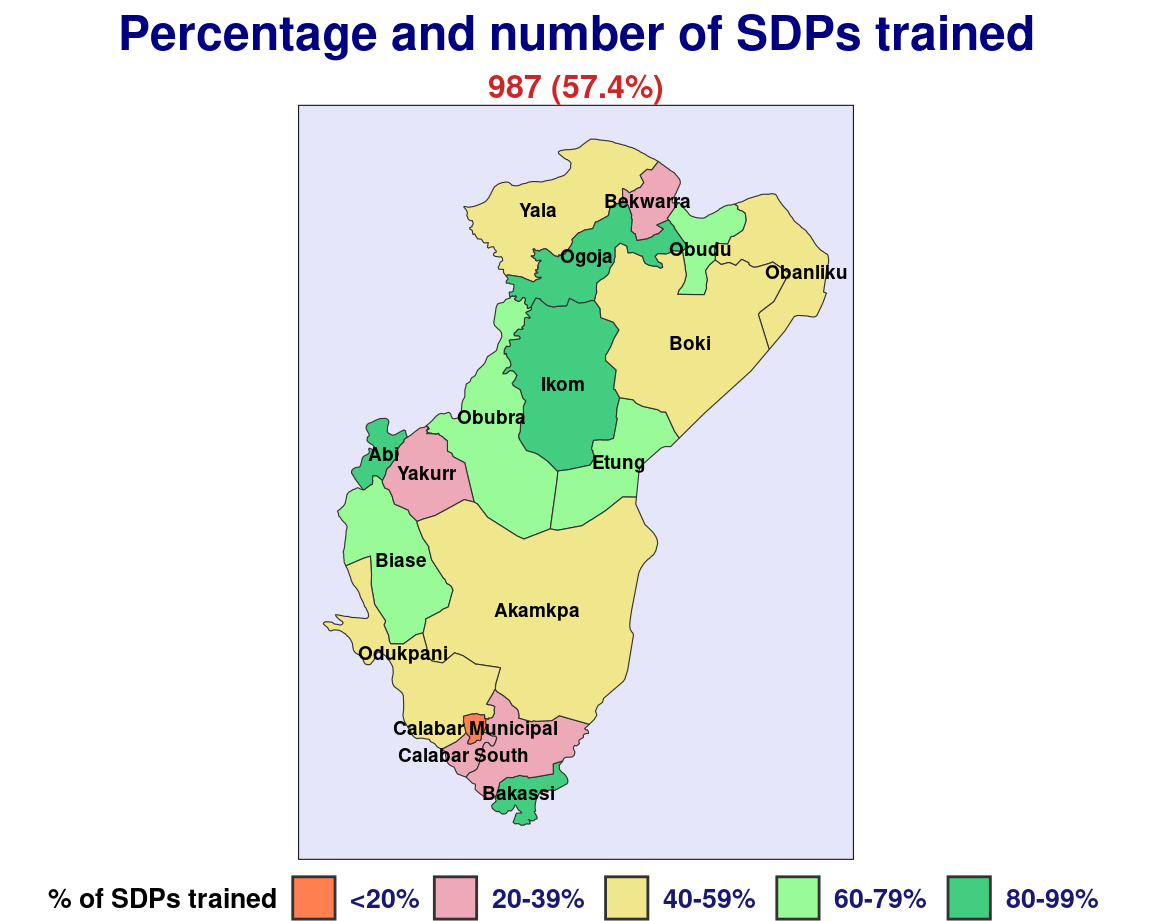 Percentage and number of SDPs trained
987 (57.4%)
Bekwarra
Yala
Obudu
Ogoja
Obanliku
Boki
Ikom
Obubra
Abi
Etung
Yakurr
Biase
Akamkpa
Odukpani
Calabar Municipal
Calabar South
Bakassi
% of SDPs trained <20% 20-39% 40-59% 60-79% 80-99%